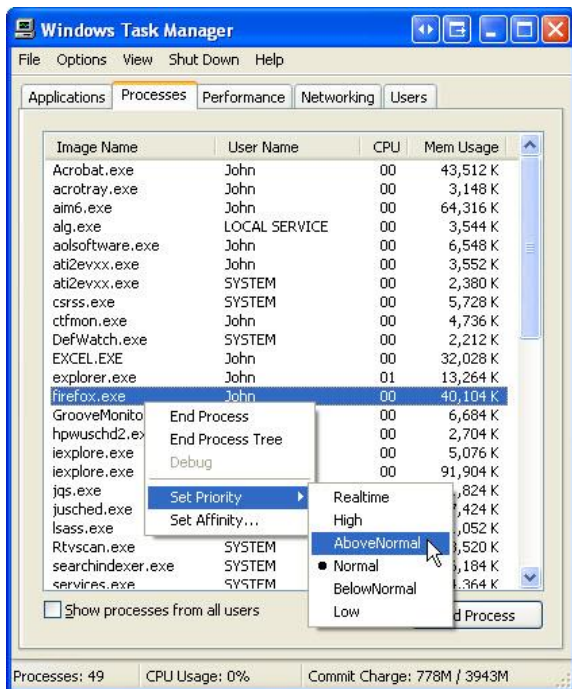 Windows Task Manager
File Options View Shut Down Help
Applications Processes Performance Networking Users
Image Name User Name CPU Mem Usage
Acrobat.exe John 00 43,512 K
acrotray.exe John 00 3,148 K
aim6.exe John 00 64,316 K
alg.exe LOCAL SERVICE 00 3,544 K
aolsoftware.exe John 00 6,548 K
ati2evxx.exe John 00 3,552 K
ati2evxx.exe SYSTEM 00 2,380 K
csrss.exe SYSTEM 00 5,728 K
ctfmon.exe John 00 4,736 K
DefWatch.exe SYSTEM 00 2,212 K
EXCEL.EXE John 00 32,028 K
explorer.exe John 01 13,264 K
firefox.exe John 00 40,104 K
GrooveMonito 00 6,684 K
hpwuschd2.ex 00 2,704 K
iexplore.exe 00 5,076 K
iexplore.exe 00 91,904 K
jqs.exe ,824 K
jusched.exe ,424 K
lsass.exe ,052 K
Rtvscan.exe SYSTEM ,520 K
searchindexer.exe SYSTEM ,184 K
services.exe SYSTEM ,364 K
End Process
End Process Tree
Debug
Set Priority
Set Affinity...
Realtime
High
AboveNormal
Normal
BelowNormal
Low
Show processes from all users d Process
Processes: 49 CPU Usage: 0% Commit Charge: 778M / 3943M